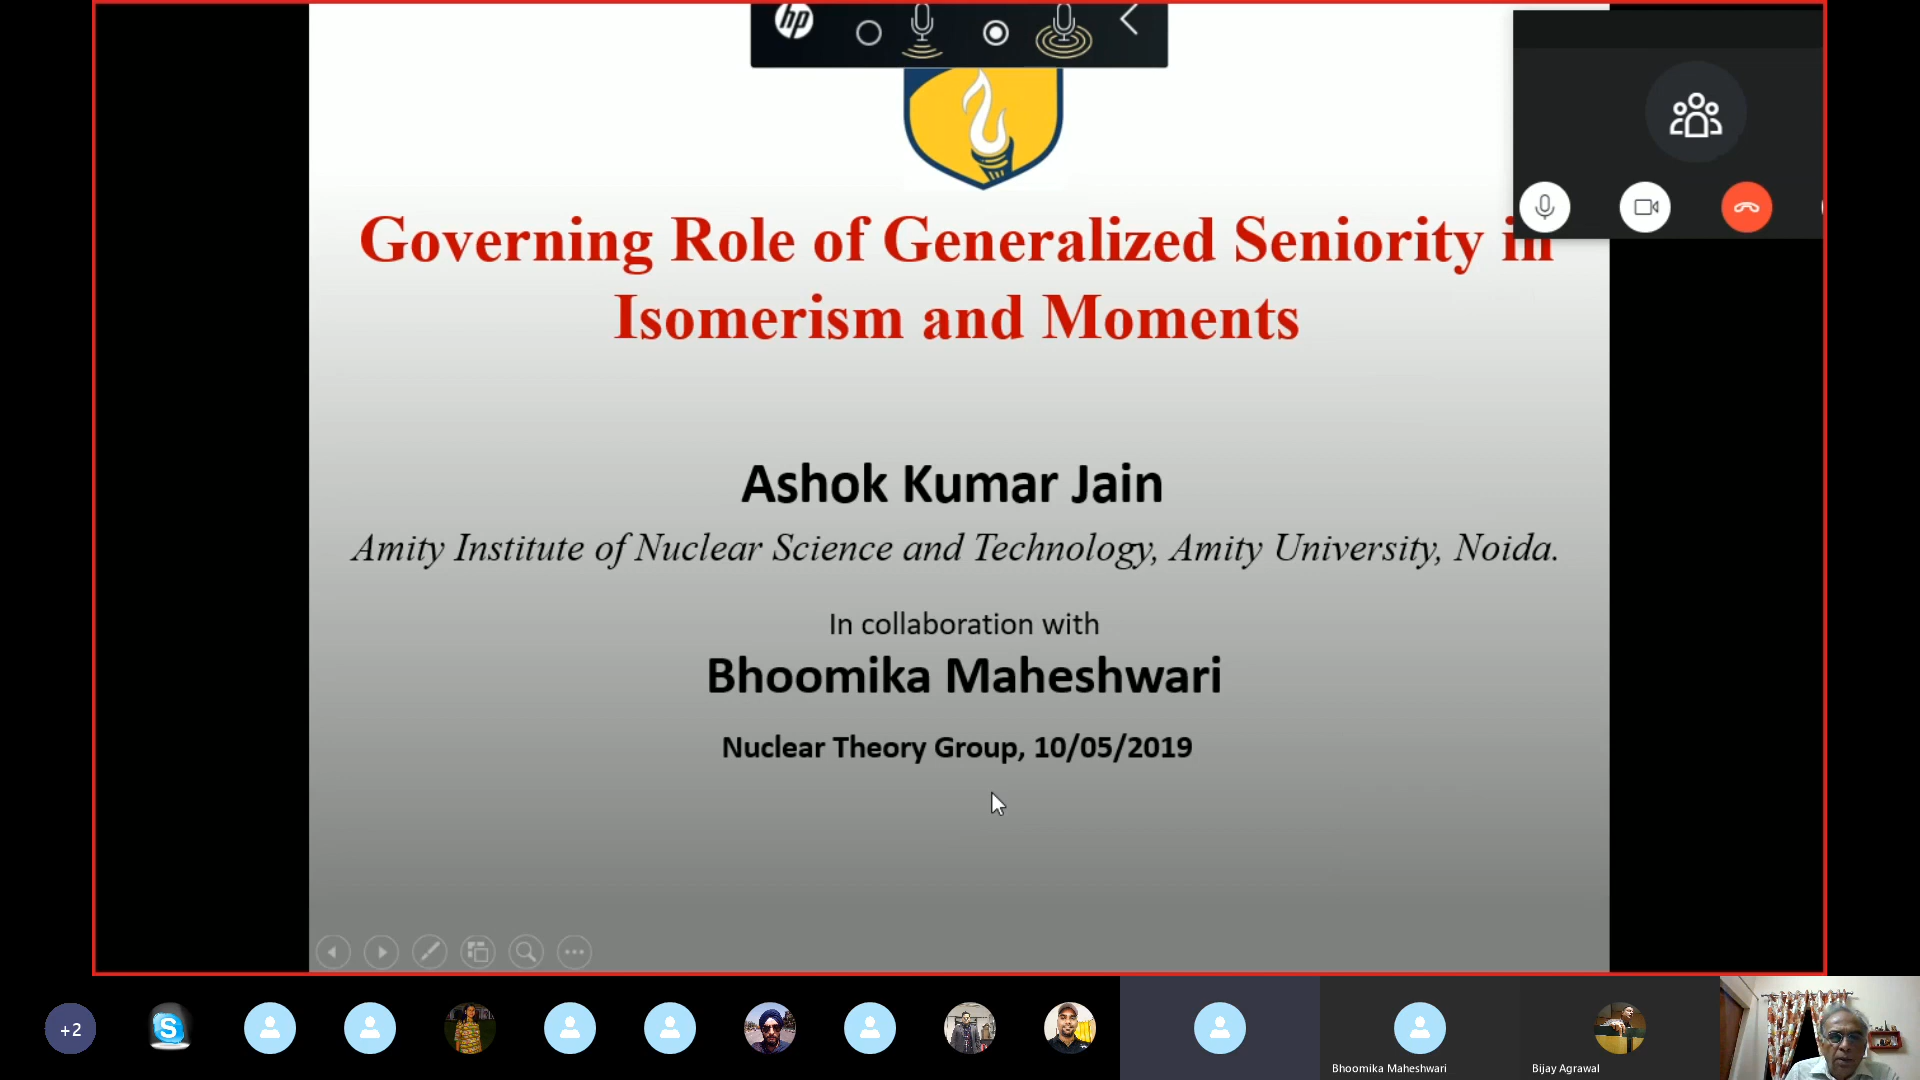 hp
Governing Role of Generalized Seniority in
Isomerism and Moments
Ashok Kumar Jain
Amity Institute of Nuclear Science and Technology, Amity University, Noida.
In collaboration with
Bhoomika Maheshwari
Nuclear Theory Group, 10/05/2019
+2
S
Bhoomika Maheshwari
Bijay Agrawal